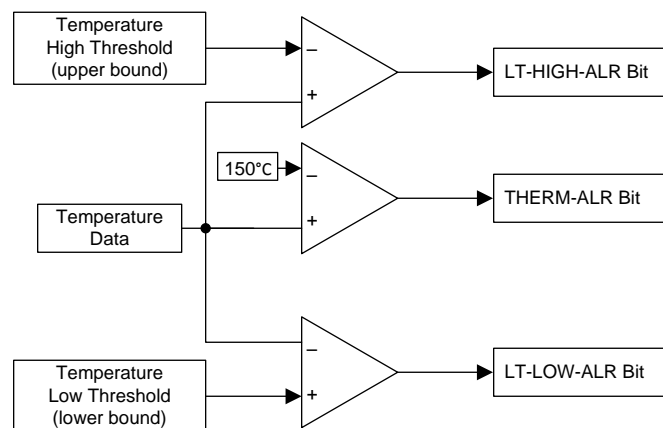 Temperature
High Threshold
(upper bound)
−
+
LT-HIGH-ALR Bit
150°C
−
+
THERM-ALR Bit
Temperature
Data
−
+
LT-LOW-ALR Bit
Temperature
Low Threshold
(lower bound)